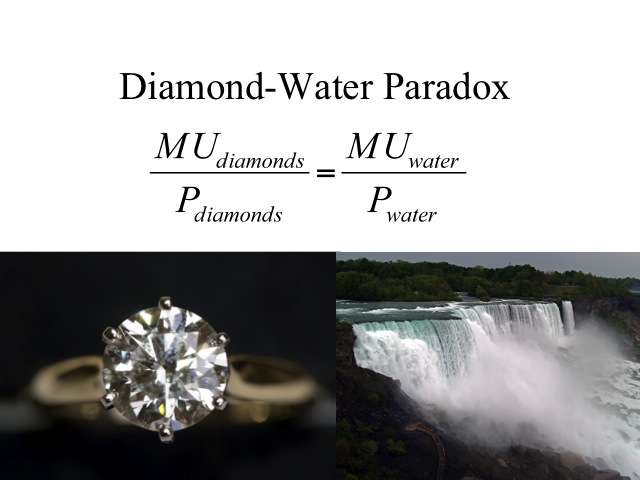 Diamond-Water Paradox
MU_diamonds / P_diamonds = MU_water / P_water